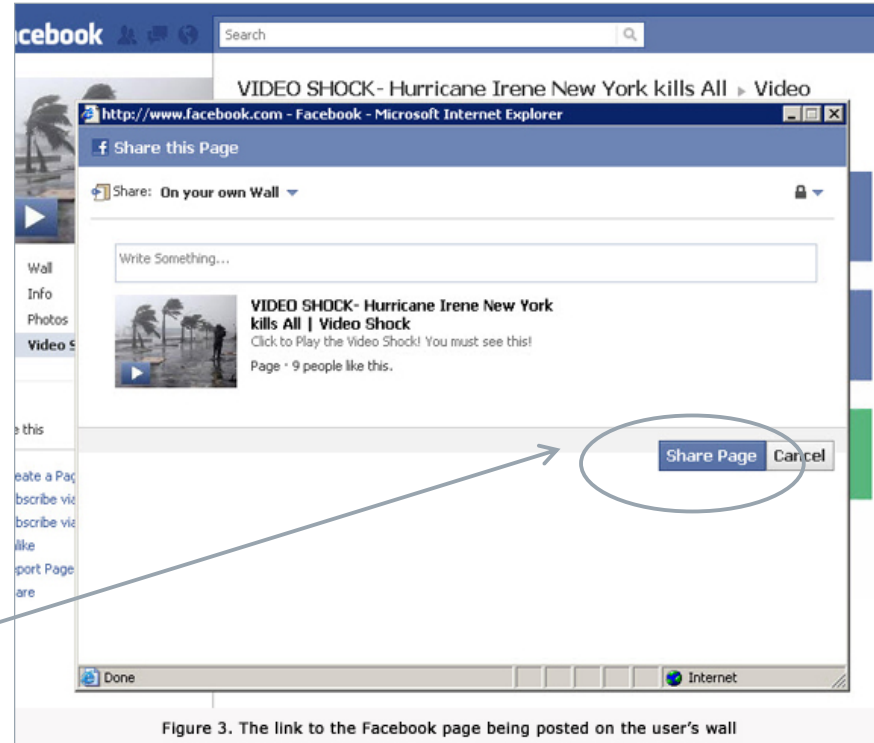 cebook
Search
VIDEO SHOCK- Hurricane Irene New York kills All ▸ Video
http://www.facebook.com - Facebook - Microsoft Internet Explorer
f Share this Page
Share: On your own Wall
Write Something...
VIDEO SHOCK- Hurricane Irene New York
kills All | Video Shock
Click to Play the Video Shock! You must see this!
Page · 9 people like this.
Wall
Info
Photos
Video S
e this
eate a Pag
bscribe via
bscribe via
like
port Page
are
Share Page
Cancel
Done
Internet
Figure 3. The link to the Facebook page being posted on the user's wall